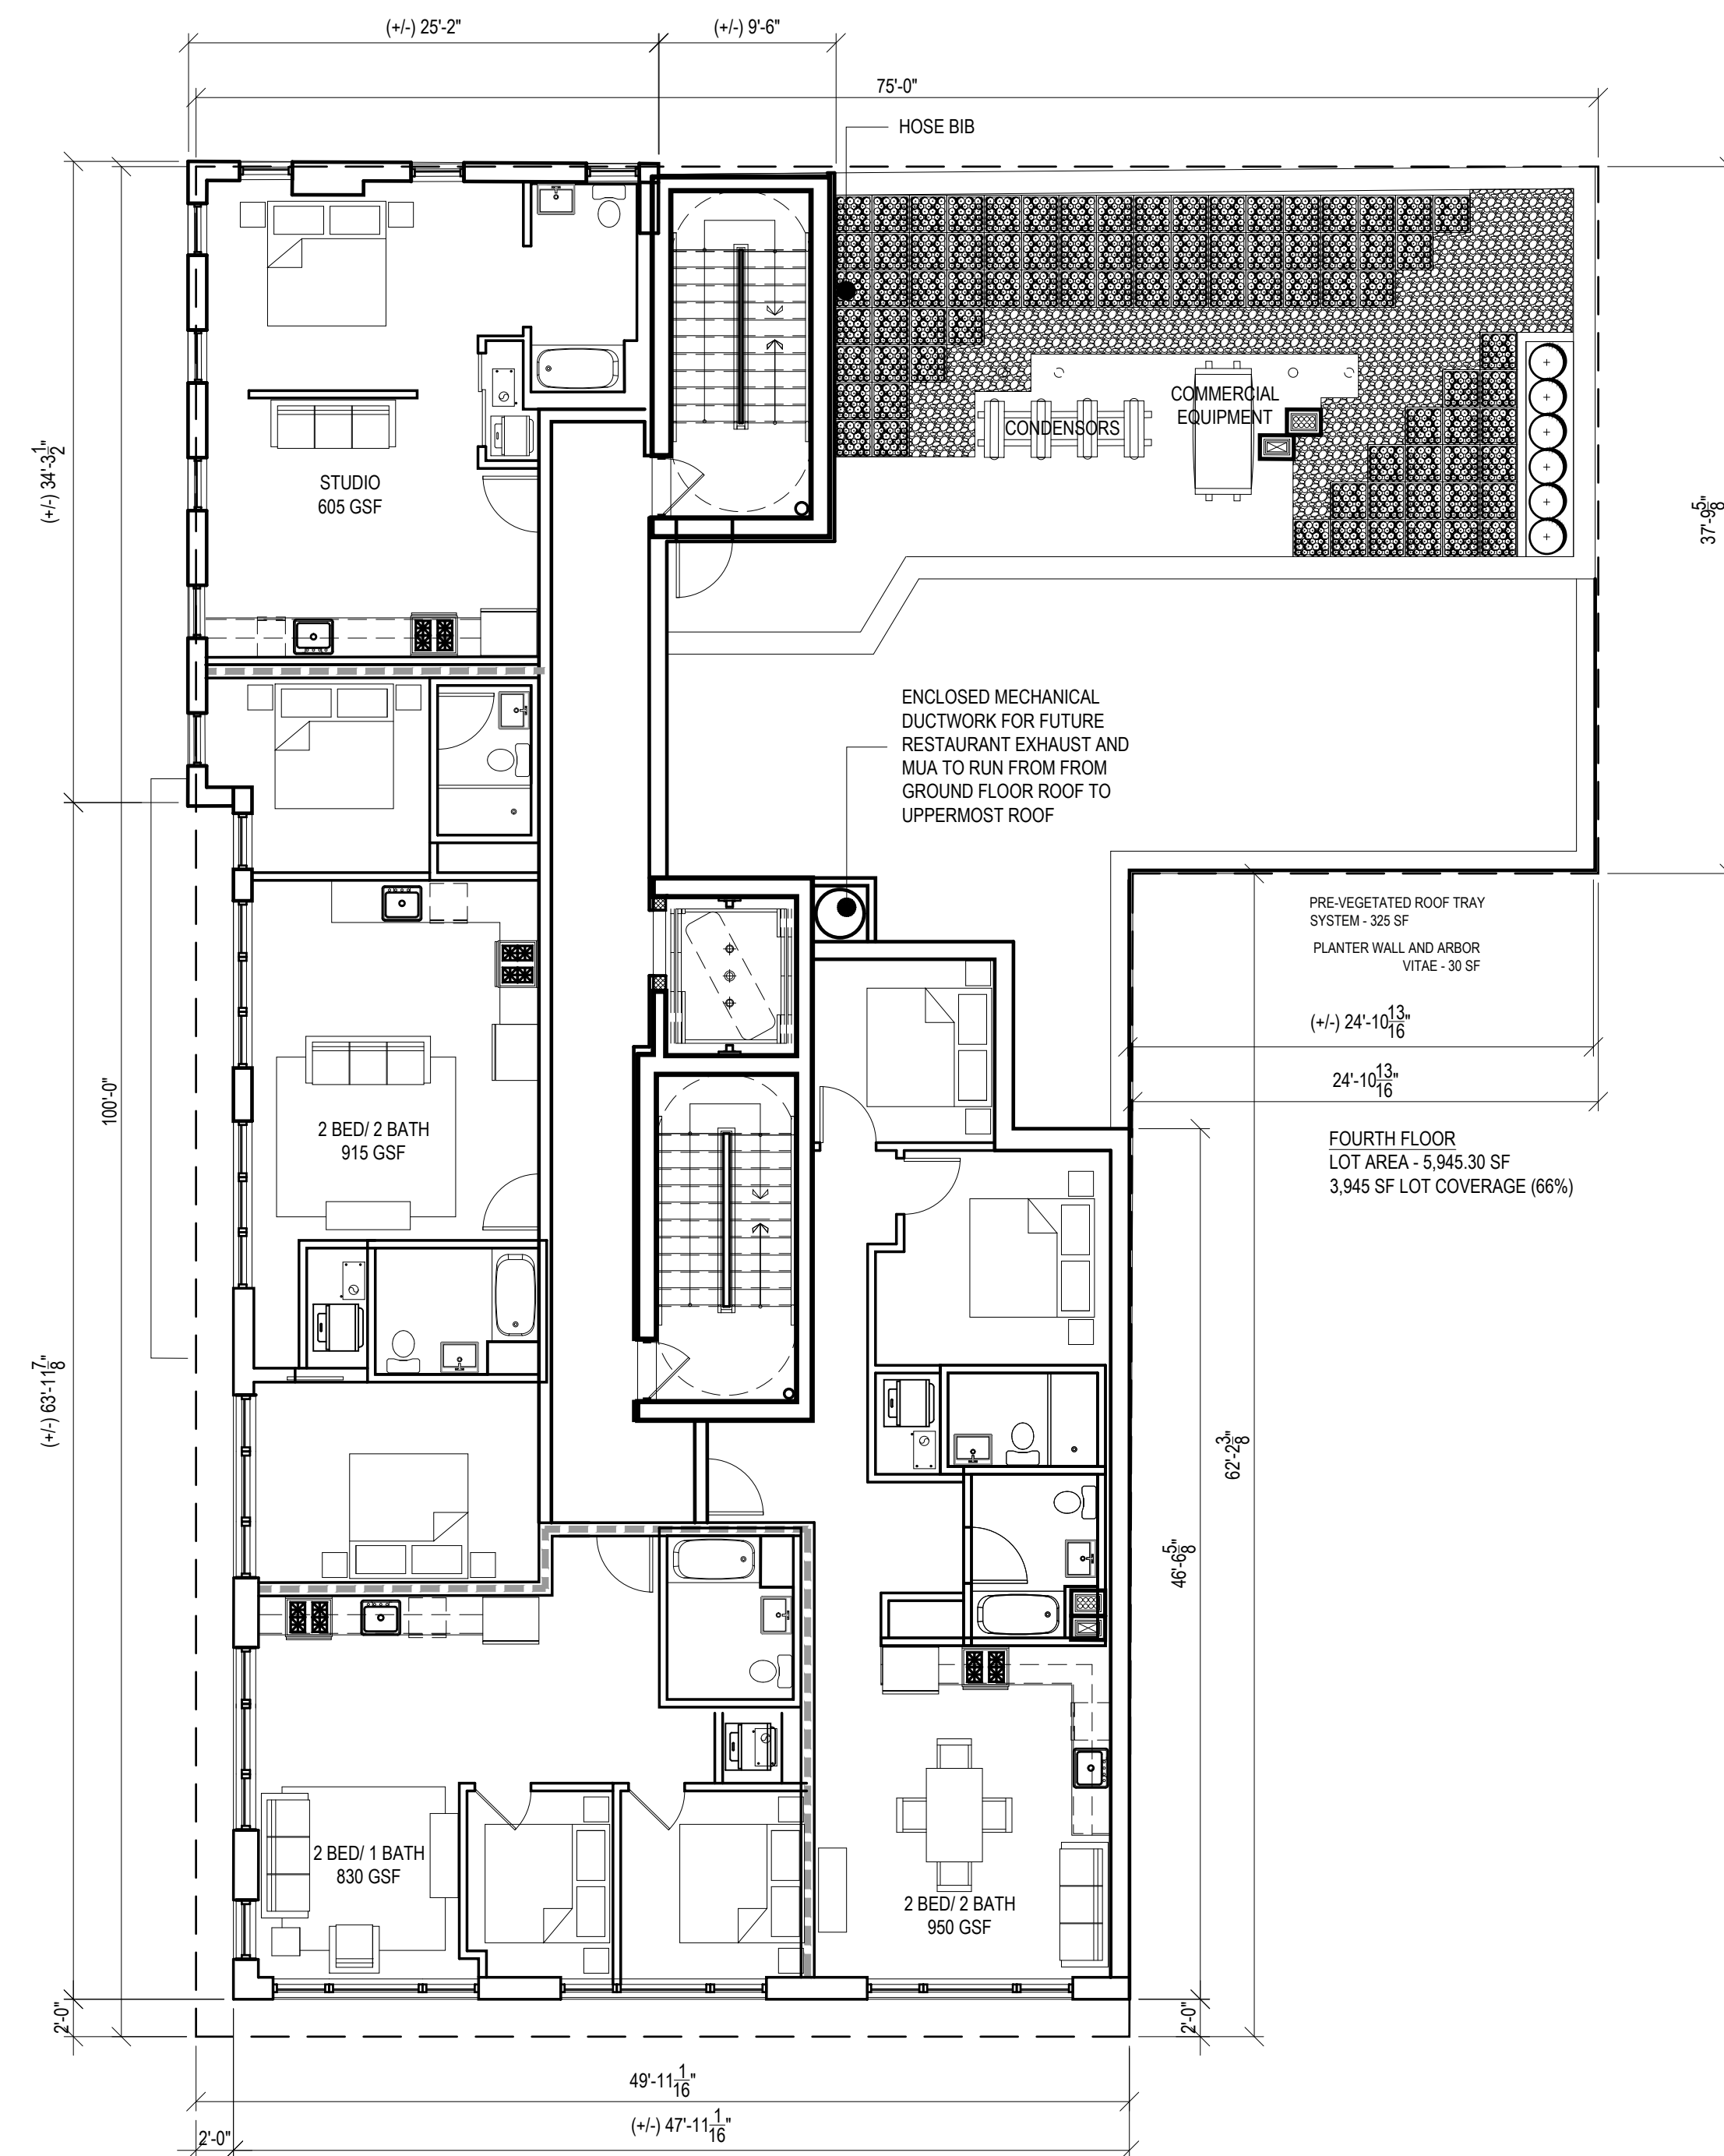 (+/-) 25'-2"
(+/-) 9'-6"
75'-0"
HOSE BIB
(+/-) 34'-3 1/2"
37'-9 5/8"
COMMERCIAL
EQUIPMENT
CONDENSORS
STUDIO
605 GSF
ENCLOSED MECHANICAL
DUCTWORK FOR FUTURE
RESTAURANT EXHAUST AND
MUA TO RUN FROM FROM
GROUND FLOOR ROOF TO
UPPERMOST ROOF
PRE-VEGETATED ROOF TRAY
SYSTEM - 325 SF
PLANTER WALL AND ARBOR
VITAE - 30 SF
(+/-) 24'-10 13/16"
24'-10 13/16"
100'-0"
2 BED/ 2 BATH
915 GSF
FOURTH FLOOR
LOT AREA - 5,945.30 SF
3,945 SF LOT COVERAGE (66%)
(+/-) 63'-11 7/8"
62'-2 3/8"
46'-6 5/8"
2 BED/ 1 BATH
830 GSF
2 BED/ 2 BATH
950 GSF
2'-0"
2'-0"
49'-11 1/16"
(+/-) 47'-11 1/16"
2'-0"